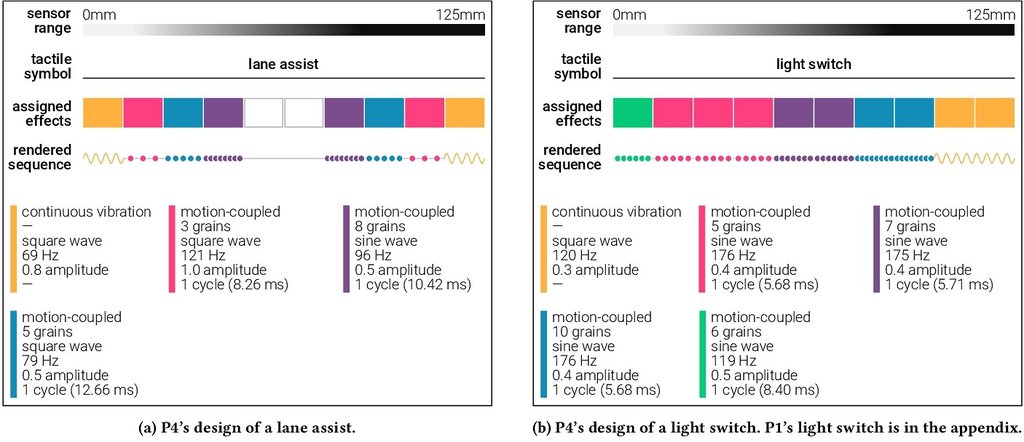 sensor range
0mm 125mm
tactile symbol
lane assist
assigned effects
rendered sequence
continuous vibration
—
square wave
69 Hz
0.8 amplitude
—
motion-coupled
3 grains
square wave
121 Hz
1.0 amplitude
1 cycle (8.26 ms)
motion-coupled
8 grains
sine wave
96 Hz
0.5 amplitude
1 cycle (10.42 ms)
motion-coupled
5 grains
square wave
79 Hz
0.5 amplitude
1 cycle (12.66 ms)
(a) P4’s design of a lane assist.
sensor range
0mm 125mm
tactile symbol
light switch
assigned effects
rendered sequence
continuous vibration
—
square wave
120 Hz
0.3 amplitude
—
motion-coupled
5 grains
sine wave
176 Hz
0.4 amplitude
1 cycle (5.68 ms)
motion-coupled
7 grains
sine wave
175 Hz
0.4 amplitude
1 cycle (5.71 ms)
motion-coupled
10 grains
sine wave
176 Hz
0.4 amplitude
1 cycle (5.68 ms)
motion-coupled
6 grains
sine wave
119 Hz
0.5 amplitude
1 cycle (8.40 ms)
(b) P4’s design of a light switch. P1’s light switch is in the appendix.